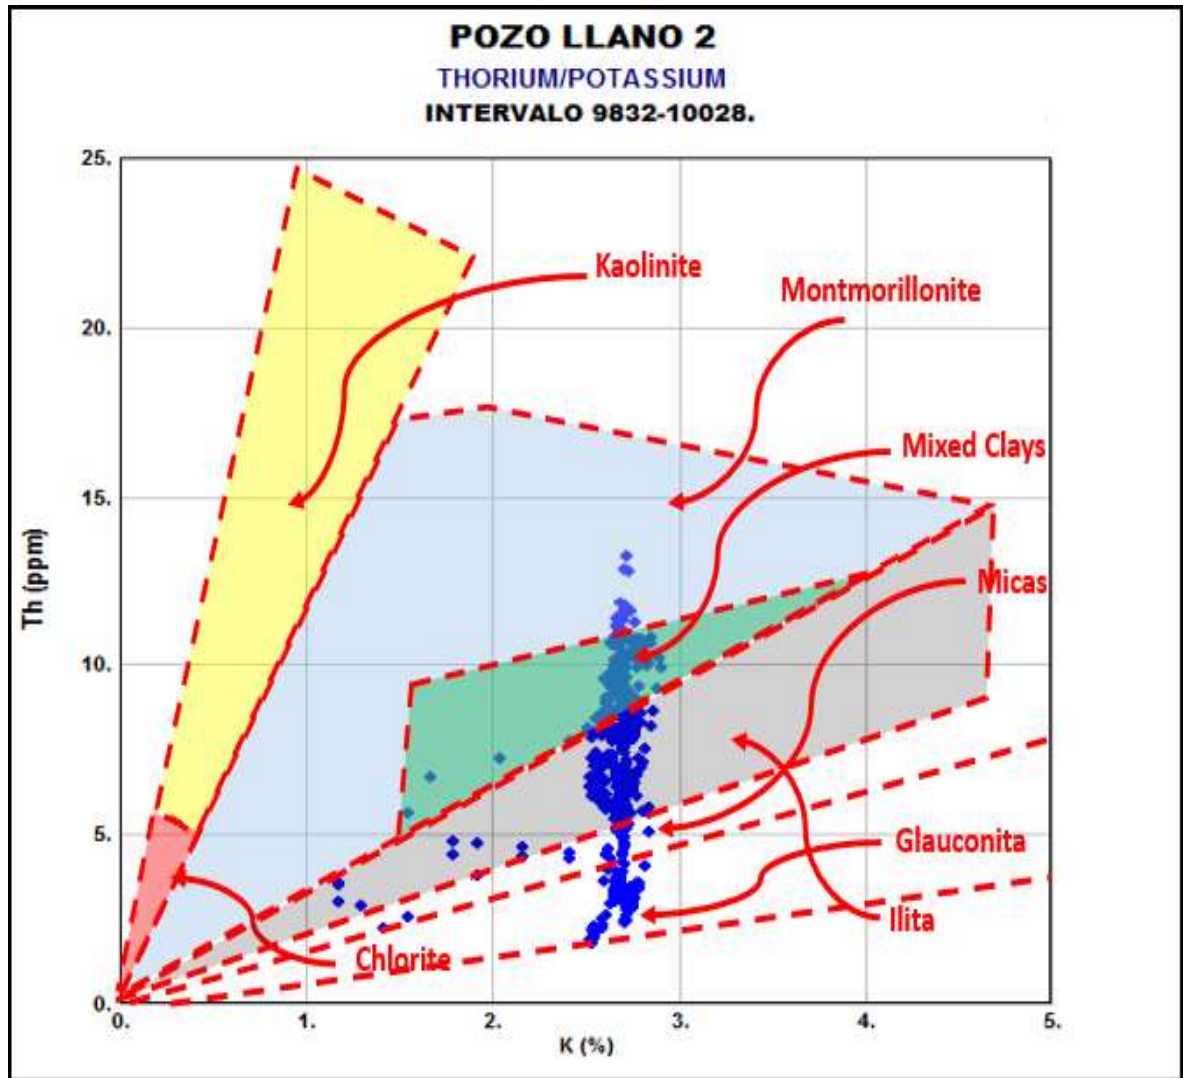 POZO LLANO 2
THORIUM/POTASSIUM
INTERVALO 9832-10028.
25.
20.
15.
10.
5.
0.
Th (ppm)
Kaolinite
Montmorillonite
Mixed Clays
Micas
Glauconita
Ilita
Chlorite
0.
1.
2.
3.
4.
5.
K (%)